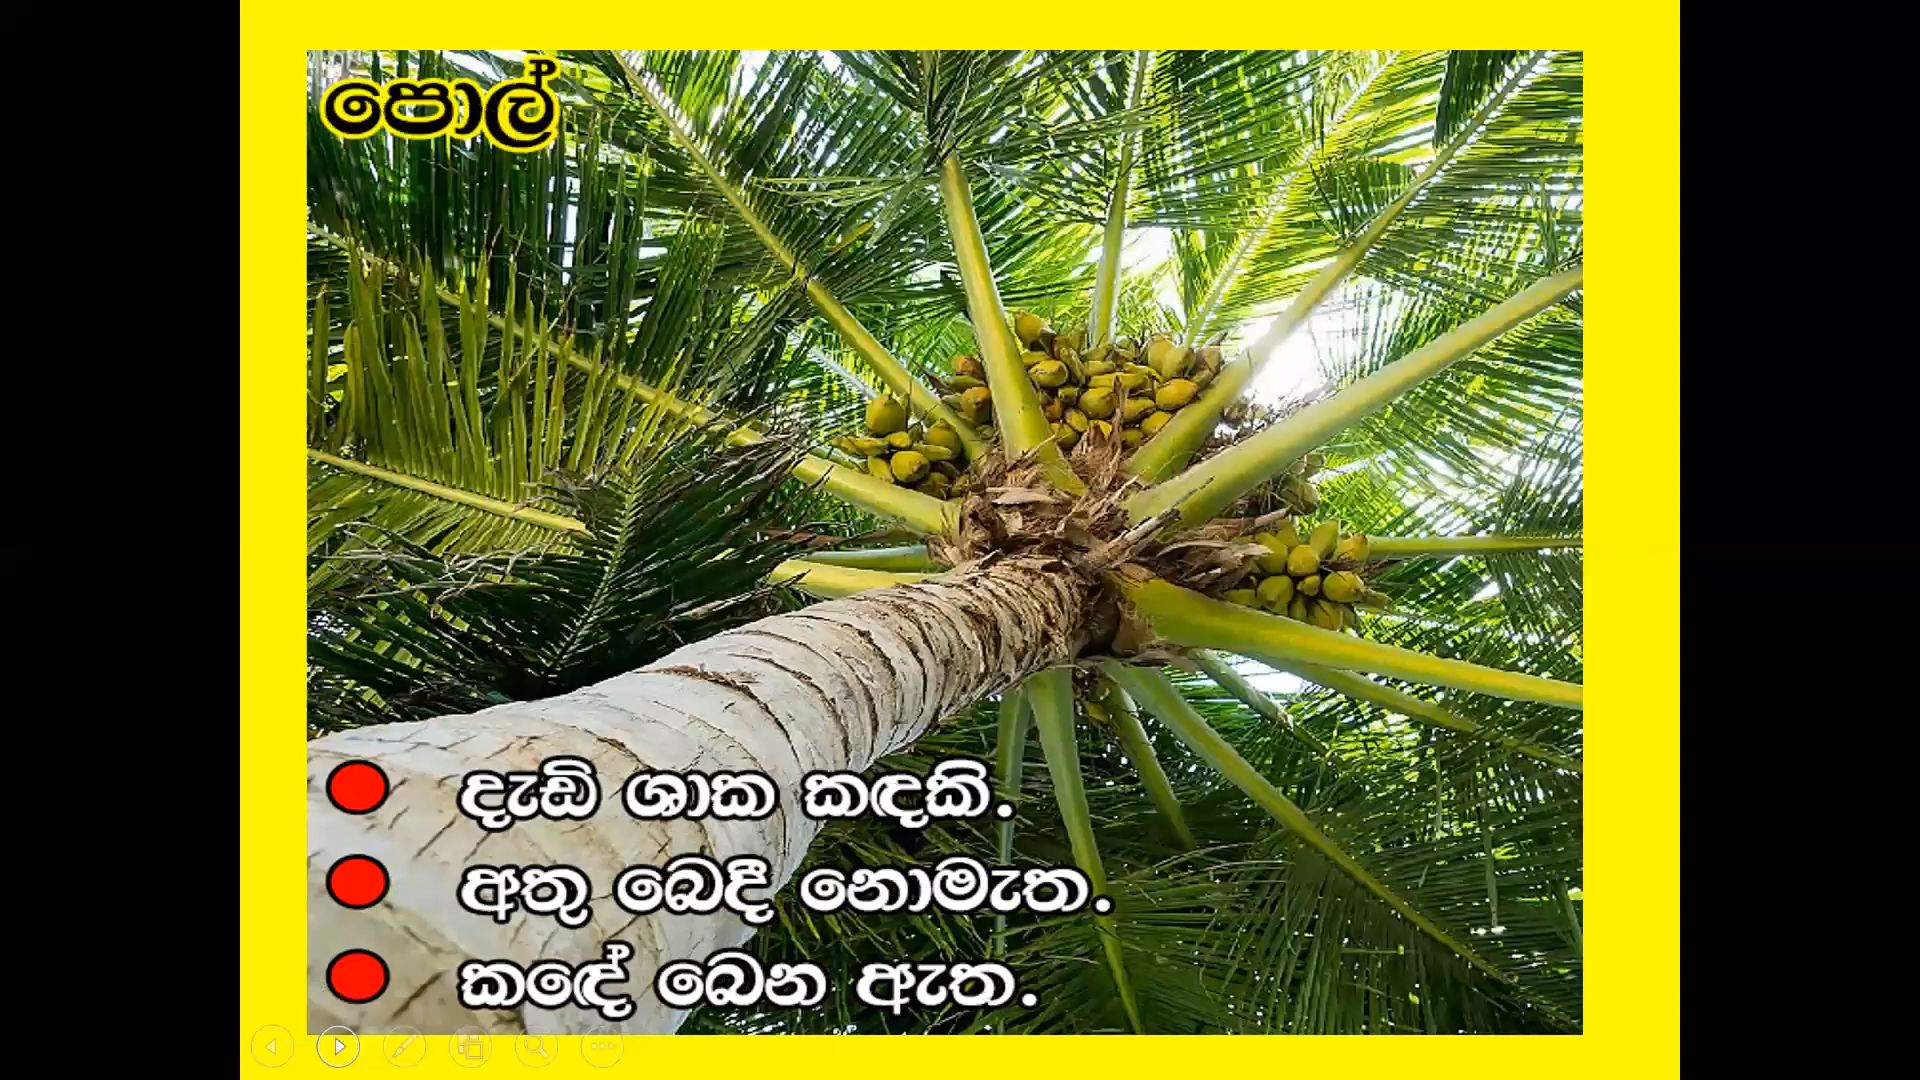 පොල්
දැඩි ශාක කඳකි.
අතු බෙදී නොමැත.
කඳේ බෙන ඇත.